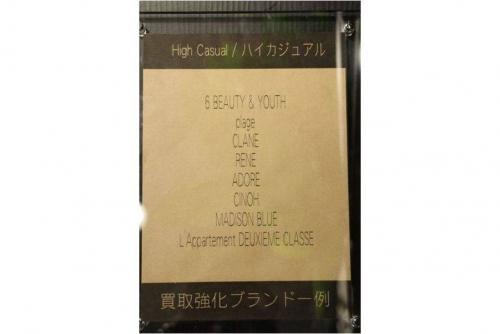 High Casual / ハイカジュアル
6 BEAUTY & YOUTH
plage
CLANE
RENE
ADORE
CINOH
MADISON BLUE
L'Appartement DEUXIEME CLASSE
買取強化ブランド一例